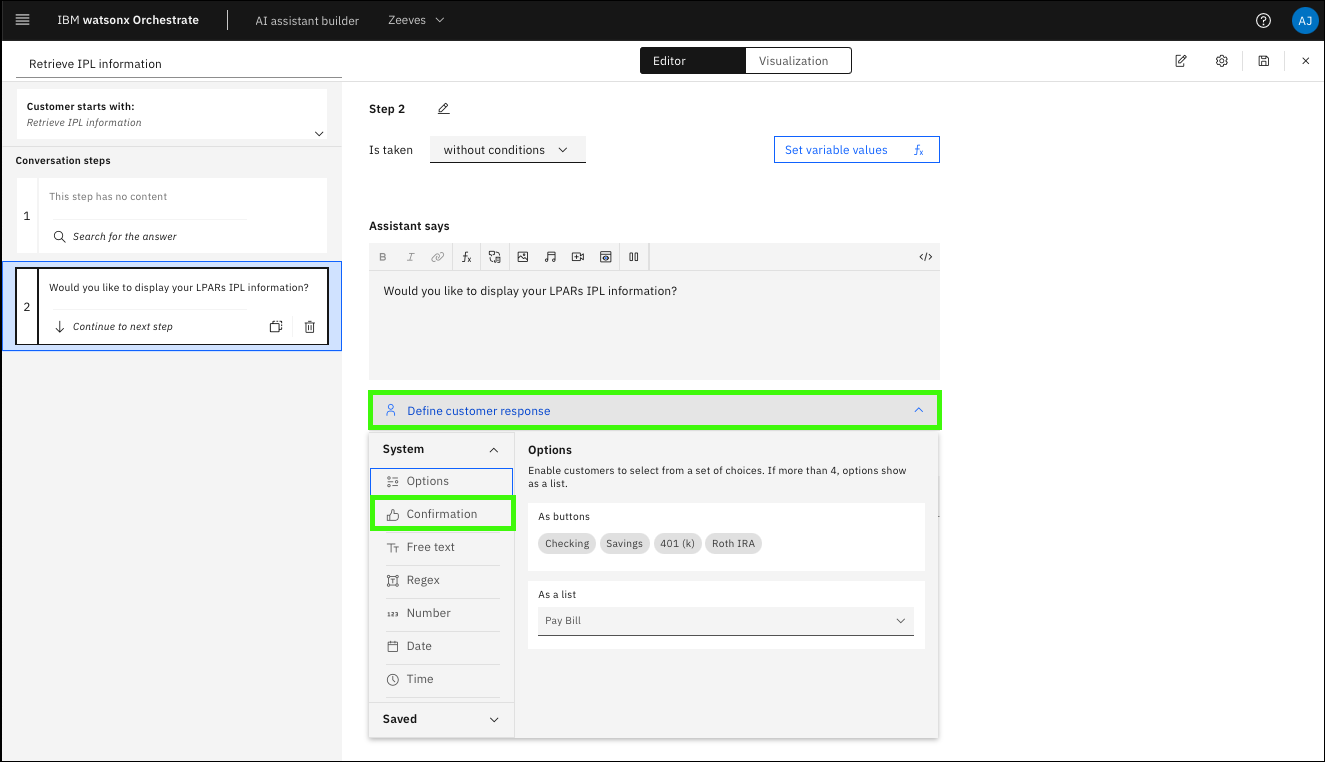 IBM watsonx Orchestrate
AI assistant builder
Zeeves
AJ
Retrieve IPL information
Editor
Visualization
Customer starts with:
Retrieve IPL information
Conversation steps
1
This step has no content
Search for the answer
2
Would you like to display your LPARs IPL information?
Continue to next step
Step 2
Is taken
without conditions
Set variable values
fx
Assistant says
B
I
fx
</>
Would you like to display your LPARs IPL information?
Define customer response
System
Options
Confirmation
Free text
Regex
123
Number
Date
Time
Saved
Options
Enable customers to select from a set of choices. If more than 4, options show
as a list.
As buttons
Checking
Savings
401 (k)
Roth IRA
As a list
Pay Bill